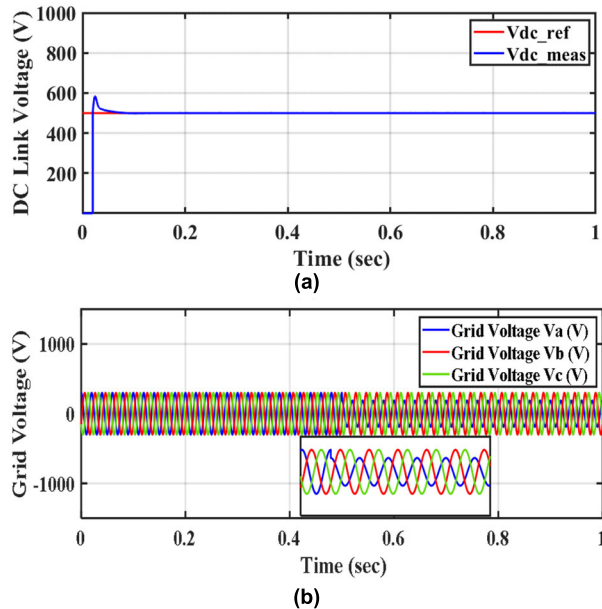 1000
800
600
400
200
DC Link Voltage (V)
Vdc_ref
Vdc_meas
0 0.2 0.4 0.6 0.8 1
Time (sec)
(a)
1000
0
-1000
Grid Voltage (V)
Grid Voltage Va (V)
Grid Voltage Vb (V)
Grid Voltage Vc (V)
0 0.2 0.4 0.6 0.8 1
Time (sec)
(b)